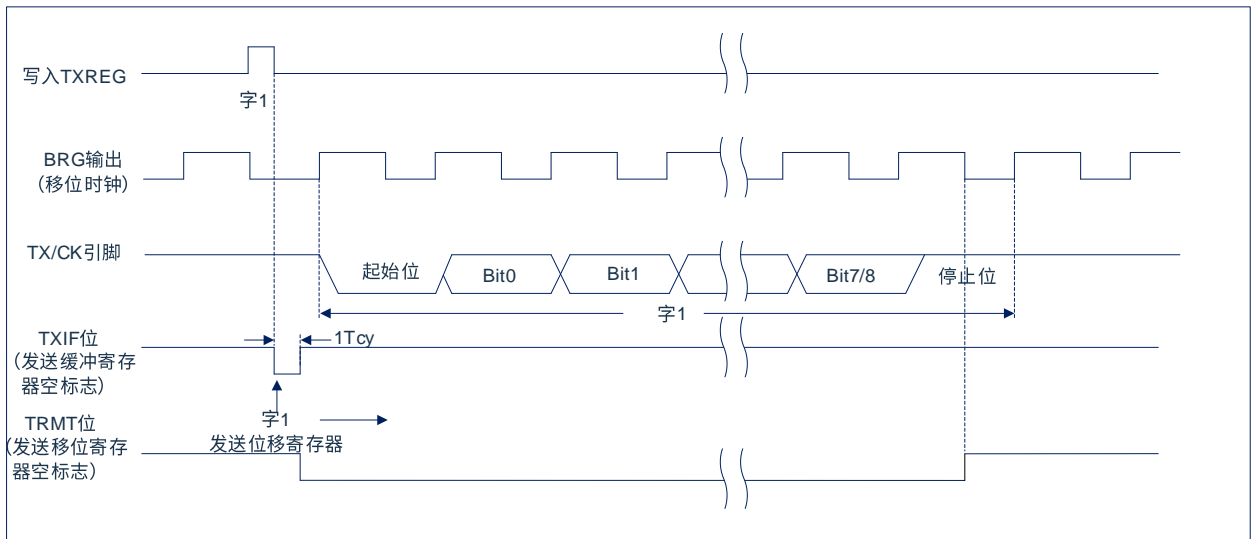 写入TXREG
字1
BRG输出
（移位时钟）
TX/CK引脚
起始位
Bit0
Bit1
Bit7/8
停止位
字1
TXIF位
（发送缓冲寄存
器空标志）
1Tcy
TRMT位
（发送移位寄存
器空标志）
字1
发送位移寄存器